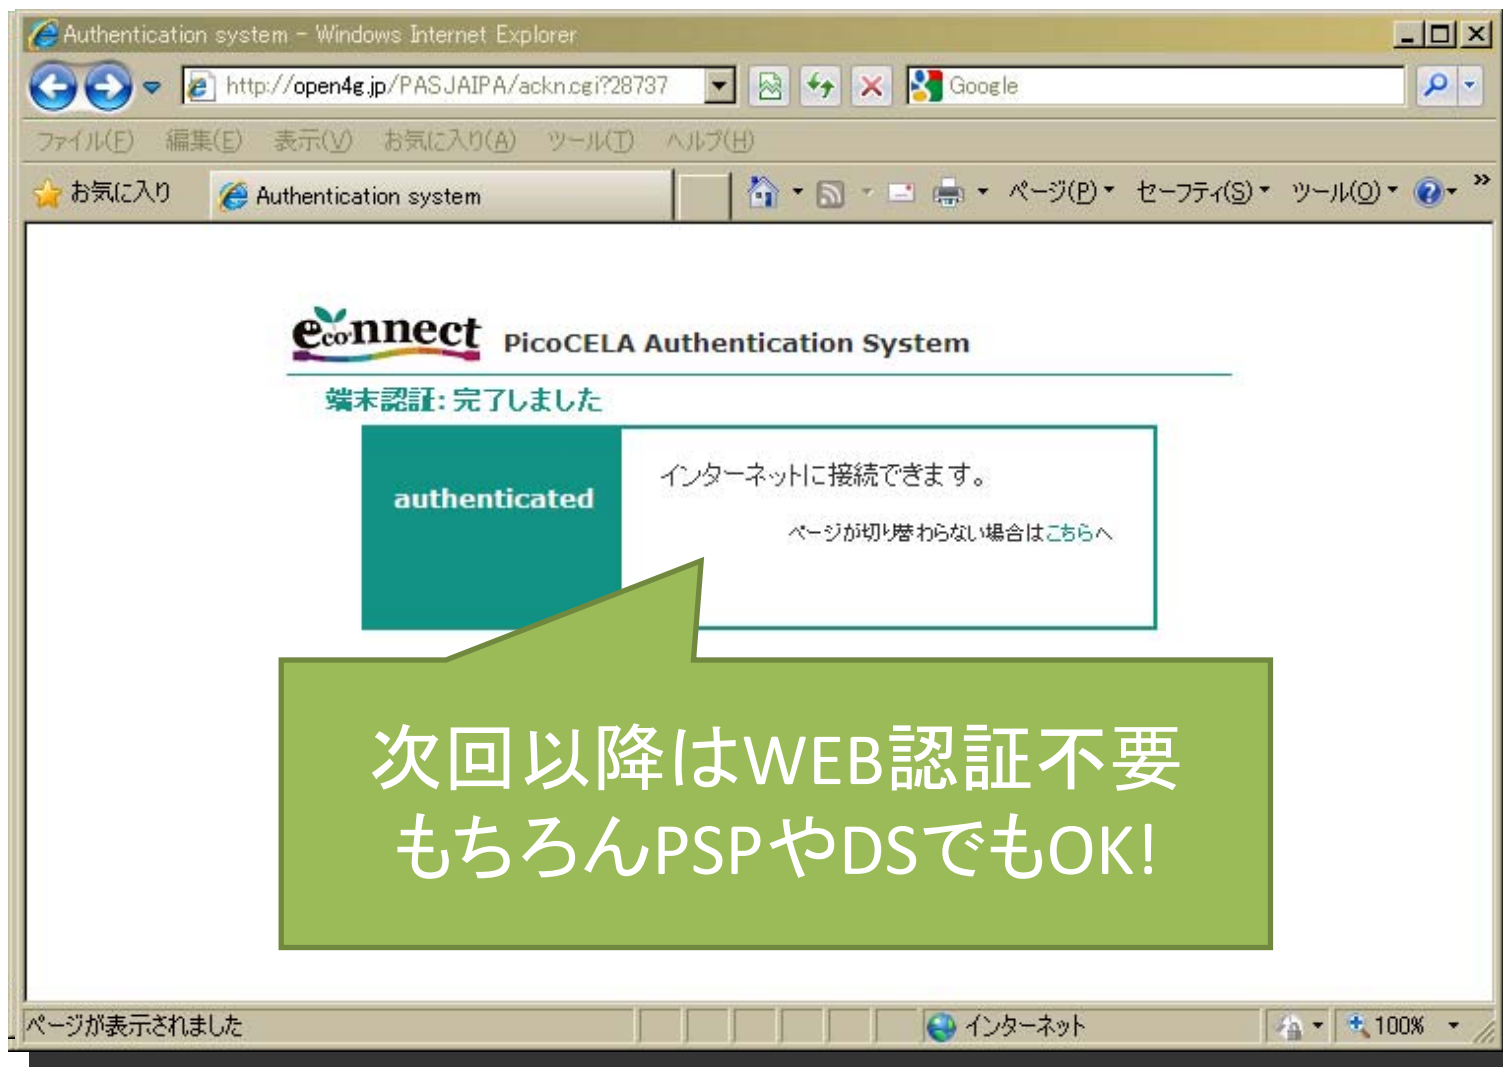 Authentication system - Windows Internet Explorer
http://open4g.jp/PASJAIPA/ackn.cgi?28737
Google
ファイル(F) 編集(E) 表示(V) お気に入り(A) ツール(T) ヘルプ(H)
お気に入り Authentication system ページ(P) セーフティ(S) ツール(O) »
econnect PicoCELA Authentication System
端末認証: 完了しました
authenticated
インターネットに接続できます。
ページが切り替わらない場合はこちらへ
次回以降はWEB認証不要
もちろんPSPやDSでもOK!
ページが表示されました インターネット 100%